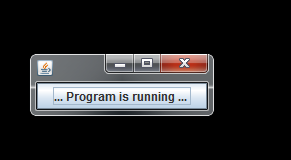 ... Program is running ...